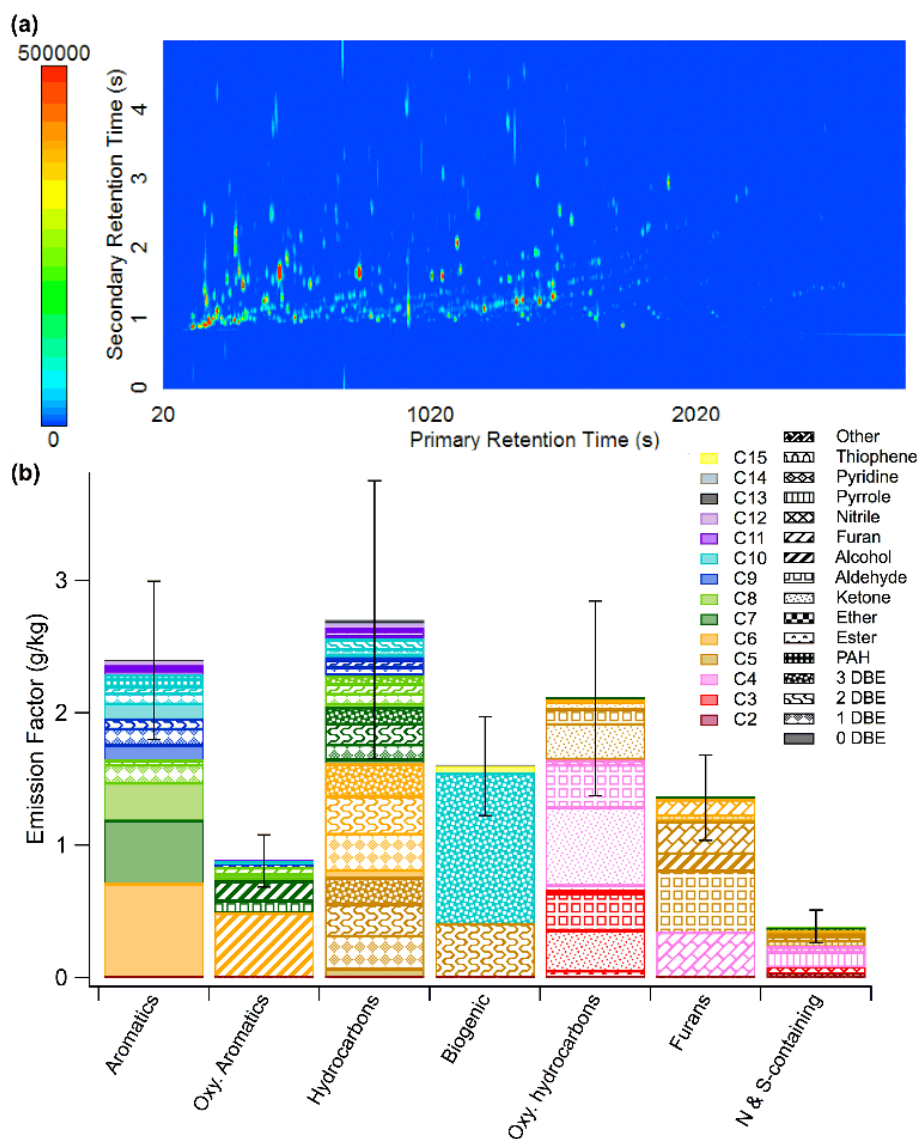 (a)
500000
0
Secondary Retention Time (s)
4
3
2
1
0
20 1020 2020
Primary Retention Time (s)
(b)
C15
C14
C13
C12
C11
C10
C9
C8
C7
C6
C5
C4
C3
C2
Other
Thiophene
Pyridine
Pyrrole
Nitrile
Furan
Alcohol
Aldehyde
Ketone
Ether
Ester
PAH
3 DBE
2 DBE
1 DBE
0 DBE
Emission Factor (g/kg)
3
2
1
0
Aromatics
Oxy. Aromatics
Hydrocarbons
Biogenic
Oxy. hydrocarbons
Furans
N & S-containing